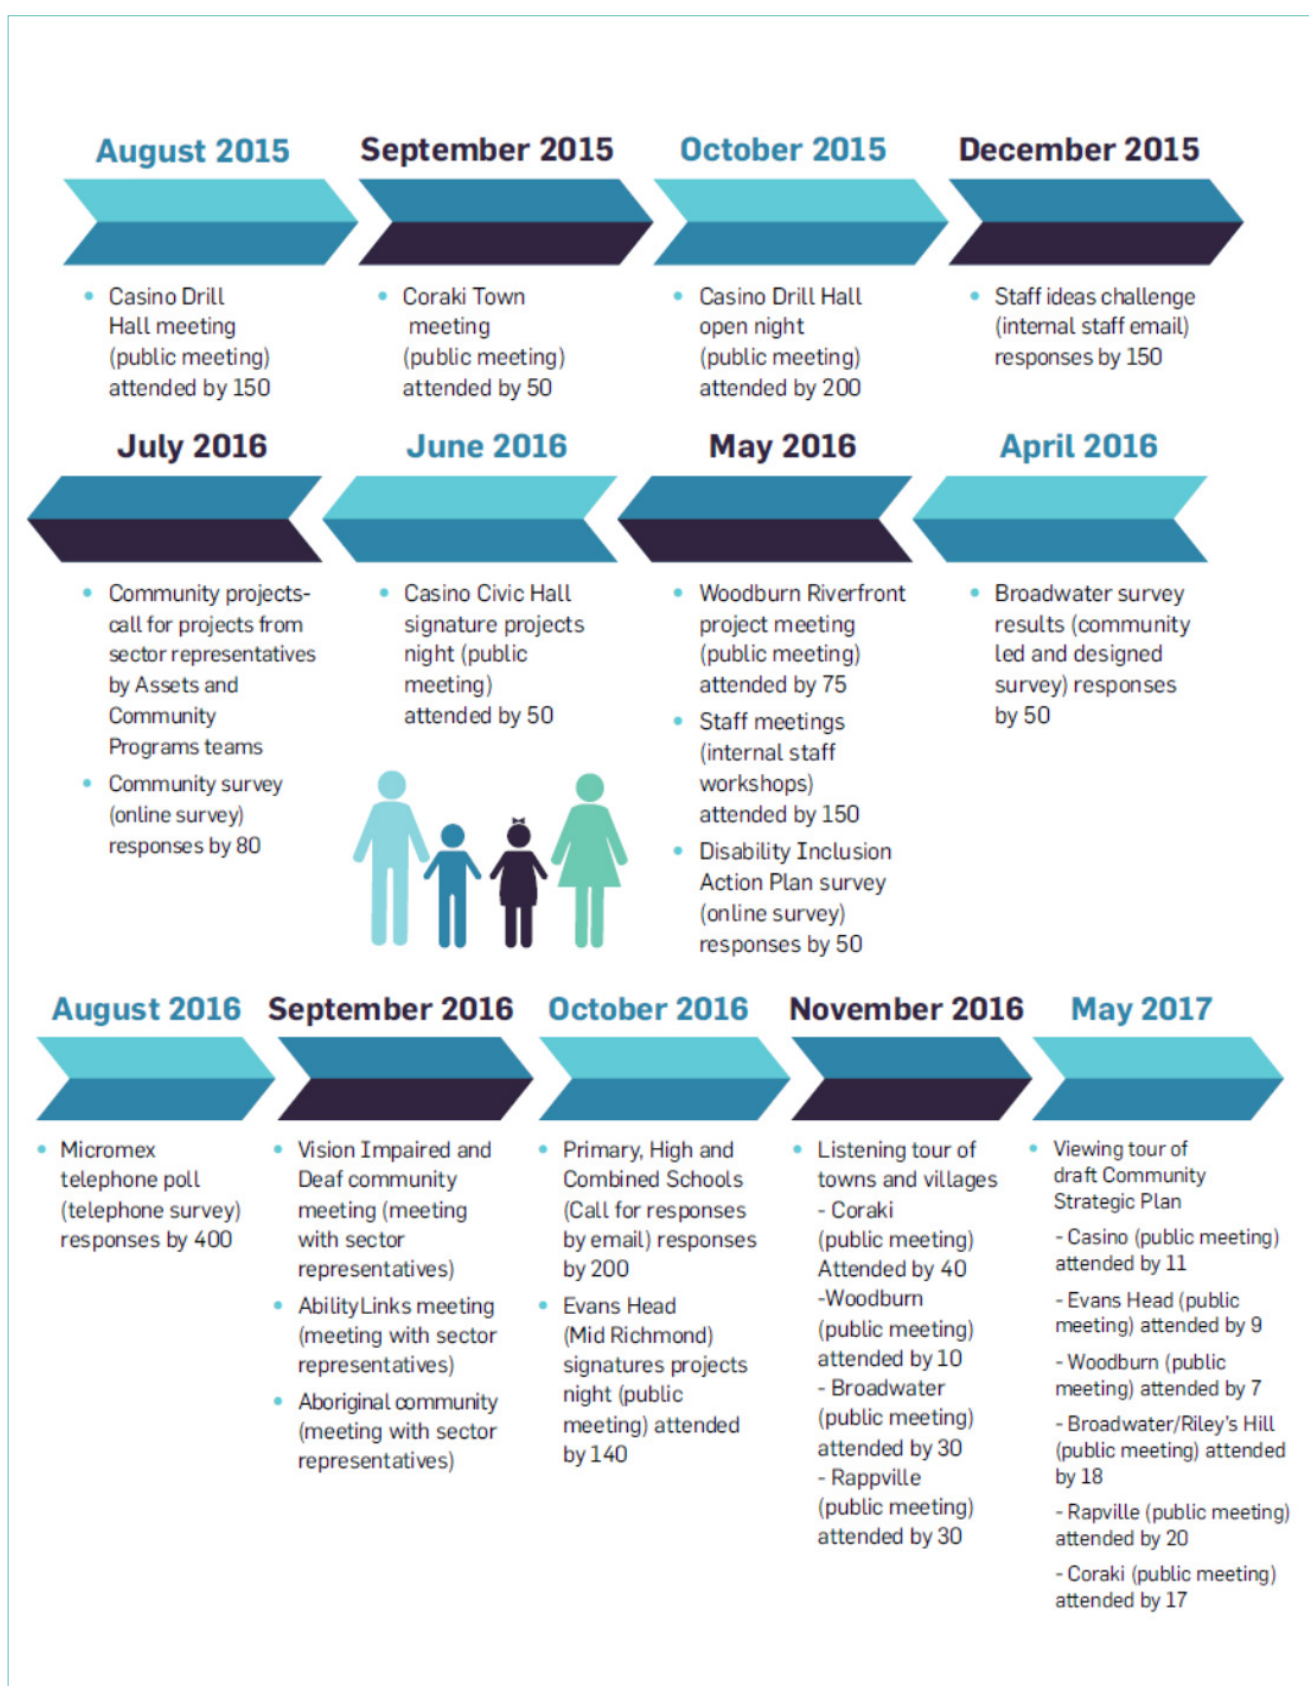 August 2015
• Casino Drill
Hall meeting
(public meeting)
attended by 150
September 2015
• Coraki Town
meeting
(public meeting)
attended by 50
October 2015
• Casino Drill Hall
open night
(public meeting)
attended by 200
December 2015
• Staff ideas challenge
(internal staff email)
responses by 150
July 2016
• Community projects-
call for projects from
sector representatives
by Assets and
Community
Programs teams
• Community survey
(online survey)
responses by 80
June 2016
• Casino Civic Hall
signature projects
night (public
meeting)
attended by 50
May 2016
• Woodburn Riverfront
project meeting
(public meeting)
attended by 75
• Staff meetings
(internal staff
workshops)
attended by 150
• Disability Inclusion
Action Plan survey
(online survey)
responses by 50
April 2016
• Broadwater survey
results (community
led and designed
survey) responses
by 50
August 2016
• Micromex
telephone poll
(telephone survey)
responses by 400
September 2016
• Vision Impaired and
Deaf community
meeting (meeting
with sector
representatives)
• AbilityLinks meeting
(meeting with sector
representatives)
• Aboriginal community
(meeting with sector
representatives)
October 2016
• Primary, High and
Combined Schools
(Call for responses
by email) responses
by 200
• Evans Head
(Mid Richmond)
signatures projects
night (public
meeting) attended
by 140
November 2016
• Listening tour of
towns and villages
- Coraki
(public meeting)
Attended by 40
-Woodburn
(public meeting)
attended by 10
- Broadwater
(public meeting)
attended by 30
- Rappville
(public meeting)
attended by 30
May 2017
• Viewing tour of
draft Community
Strategic Plan
- Casino (public meeting)
attended by 11
- Evans Head (public
meeting) attended by 9
- Woodburn (public
meeting) attended by 7
- Broadwater/Riley's Hill
(public meeting) attended
by 18
- Rapville (public meeting)
attended by 20
- Coraki (public meeting)
attended by 17